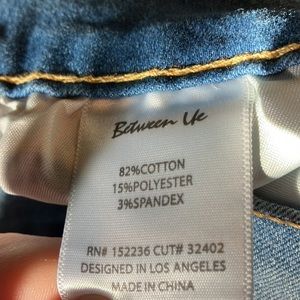 Between Us
82%COTTON
15%POLYESTER
3%SPANDEX
RN# 152236 CUT# 32402
DESIGNED IN LOS ANGELES
MADE IN CHINA